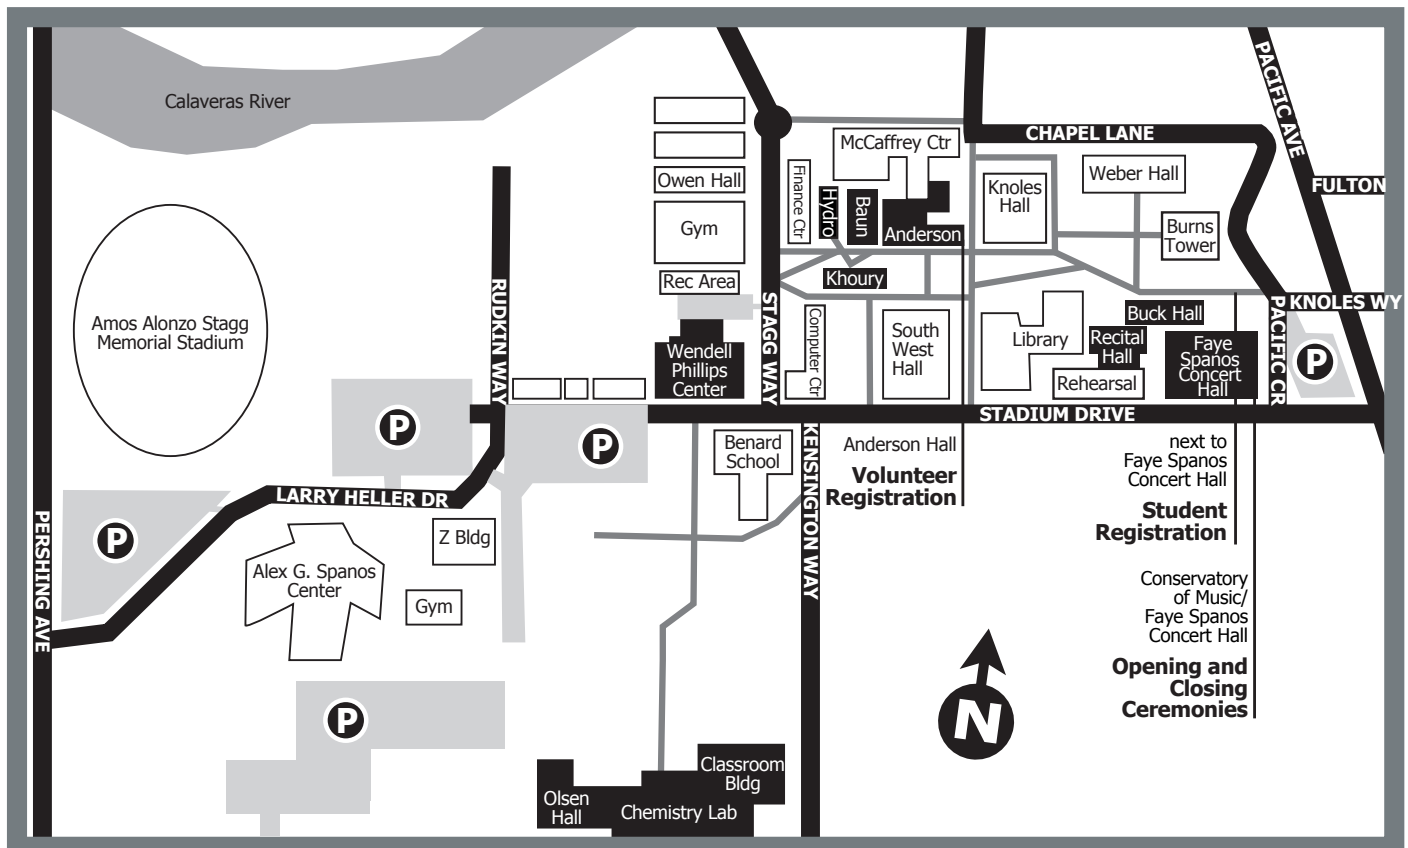 Calaveras River
PACIFIC AVE
CHAPEL LANE
McCaffrey Ctr
Weber Hall
FULTON
Owen Hall
Finance Ctr
Hydro
Baun
Knoles
Hall
Gym
Anderson
Burns
Tower
Rec Area
Khoury
RUDKIN WAY
STAGG WAY
PACIFIC CR
KNOLES WY
Amos Alonzo Stagg
Memorial Stadium
Computer Ctr
South
West
Hall
Library
Buck Hall
Recital
Hall
Rehearsal
Faye
Spanos
Concert
Hall
P
Wendell
Phillips
Center
STADIUM DRIVE
P
P
Benard
School
KENSINGTON WAY
Anderson Hall
Volunteer
Registration
next to
Faye Spanos
Concert Hall
Student
Registration
LARRY HELLER DR
PERSHING AVE
P
Z Bldg
Alex G. Spanos
Center
Gym
Conservatory
of Music/
Faye Spanos
Concert Hall
Opening and
Closing
Ceremonies
P
N
Classroom
Bldg
Olsen
Hall
Chemistry Lab